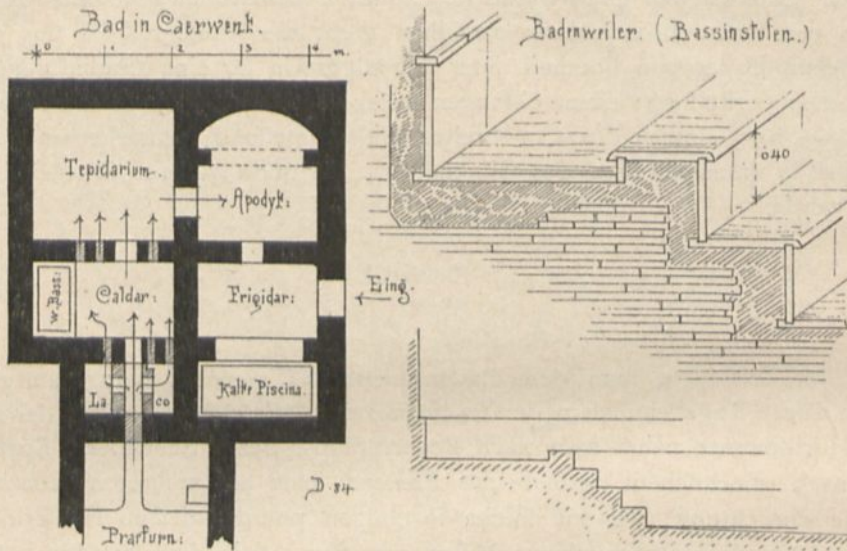 Bad in Caerwent.
Badenweiler. (Bassinstufen.)
0 1 2 3 4 m.
Tepidarium.
Apodyt:
0,40
w. Bass:
Caldar:
Frigidar:
Eing.
La co
Kalte Piscina.
D. 84
Praefurn: